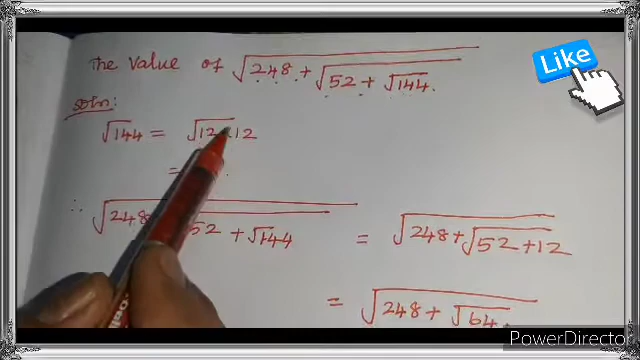 The value of √248 + √52 + √144.
Soln:
√144 = √12×12
=
∴ √248 52 + √144 = √248 + √52 + 12
= √248 + √64.
Like
PowerDirector